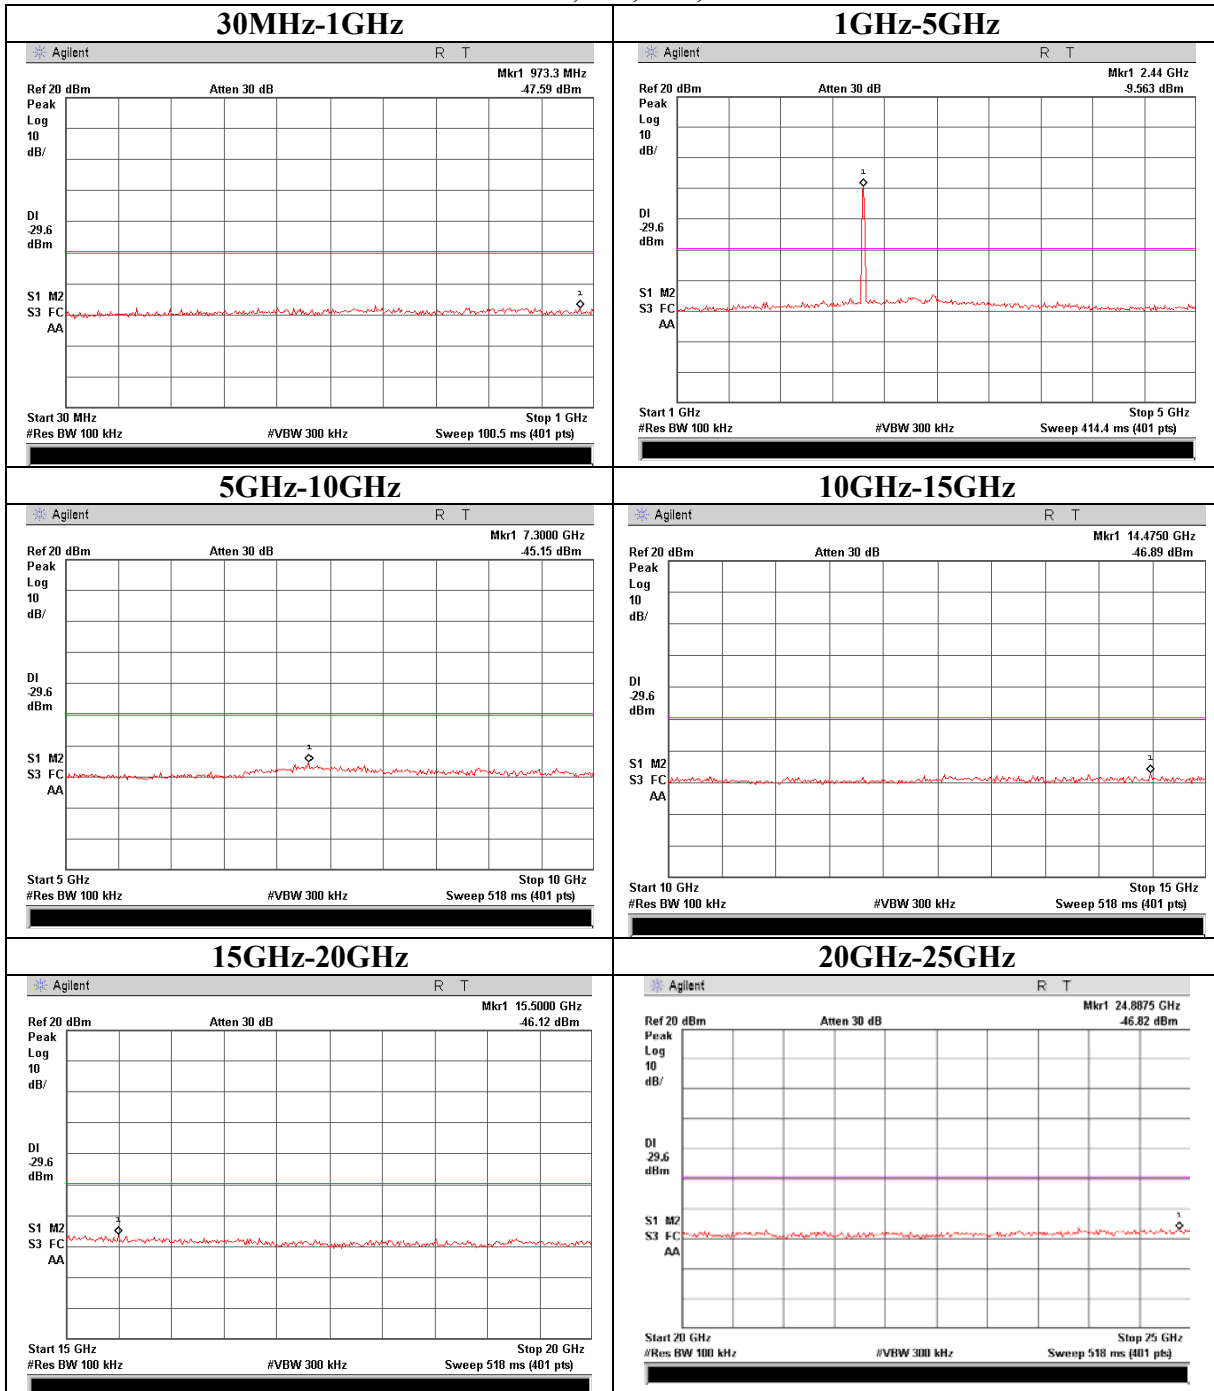 30MHz-1GHz
Agilent R T
Mkr1 973.3 MHz
Ref 20 dBm Atten 30 dB -47.59 dBm
Peak
Log
10
dB/
DI
-29.6
dBm
S1 M2
S3 FC
AA
1
Start 30 MHz Stop 1 GHz
#Res BW 100 kHz #VBW 300 kHz Sweep 100.5 ms (401 pts)
1GHz-5GHz
Agilent R T
Mkr1 2.44 GHz
Ref 20 dBm Atten 30 dB -9.563 dBm
Peak
Log
10
dB/
1
DI
-29.6
dBm
S1 M2
S3 FC
AA
Start 1 GHz Stop 5 GHz
#Res BW 100 kHz #VBW 300 kHz Sweep 414.4 ms (401 pts)
5GHz-10GHz
Agilent R T
Mkr1 7.3000 GHz
Ref 20 dBm Atten 30 dB -45.15 dBm
Peak
Log
10
dB/
DI
-29.6
dBm
1
S1 M2
S3 FC
AA
Start 5 GHz Stop 10 GHz
#Res BW 100 kHz #VBW 300 kHz Sweep 518 ms (401 pts)
10GHz-15GHz
Agilent R T
Mkr1 14.4750 GHz
Ref 20 dBm Atten 30 dB -46.89 dBm
Peak
Log
10
dB/
DI
-29.6
dBm
1
S1 M2
S3 FC
AA
Start 10 GHz Stop 15 GHz
#Res BW 100 kHz #VBW 300 kHz Sweep 518 ms (401 pts)
15GHz-20GHz
Agilent R T
Mkr1 15.5000 GHz
Ref 20 dBm Atten 30 dB -46.12 dBm
Peak
Log
10
dB/
DI
-29.6
dBm
1
S1 M2
S3 FC
AA
Start 15 GHz Stop 20 GHz
#Res BW 100 kHz #VBW 300 kHz Sweep 518 ms (401 pts)
20GHz-25GHz
Agilent R T
Mkr1 24.8875 GHz
Ref 20 dBm Atten 30 dB -46.82 dBm
Peak
Log
10
dB/
DI
-29.6
dBm
1
S1 M2
S3 FC
AA
Start 20 GHz Stop 25 GHz
#Res BW 100 kHz #VBW 300 kHz Sweep 518 ms (401 pts)